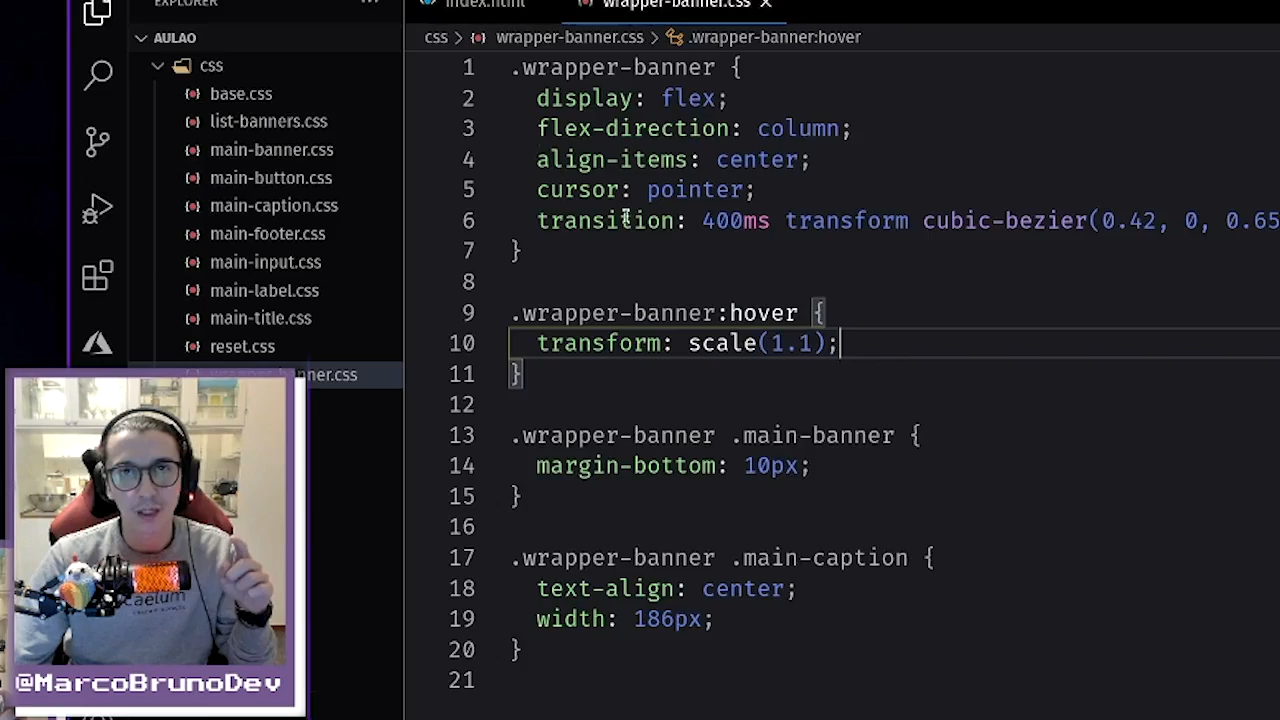 EXPLORER
AULAO
css
base.css
list-banners.css
main-banner.css
main-button.css
main-caption.css
main-footer.css
main-input.css
main-label.css
main-title.css
reset.css
wrapper-banner.css
index.html
wrapper-banner.css
css > wrapper-banner.css > .wrapper-banner:hover
1 .wrapper-banner {
2 display: flex;
3 flex-direction: column;
4 align-items: center;
5 cursor: pointer;
6 transition: 400ms transform cubic-bezier(0.42, 0, 0.65
7 }
8
9 .wrapper-banner:hover {
10 transform: scale(1.1);
11 }
12
13 .wrapper-banner .main-banner {
14 margin-bottom: 10px;
15 }
16
17 .wrapper-banner .main-caption {
18 text-align: center;
19 width: 186px;
20 }
21
caelum
@MarcoBrunoDev